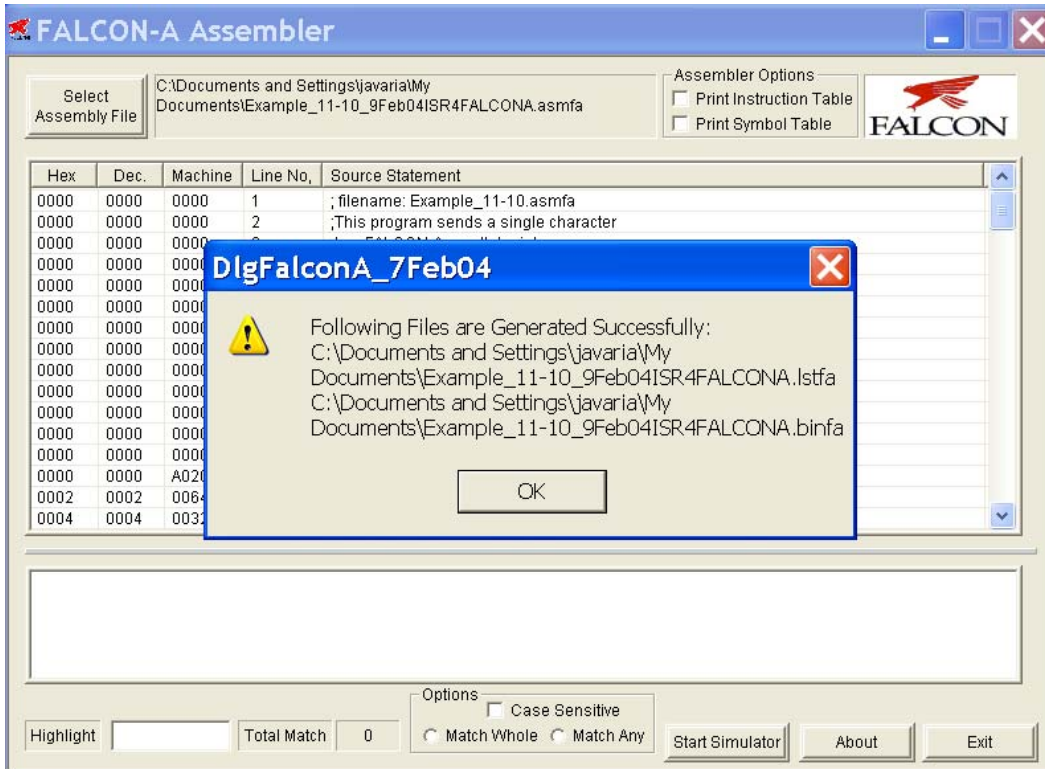 FALCON-A Assembler
Select
Assembly File
C:\Documents and Settings\javaria\My
Documents\Example_11-10_9Feb04ISR4FALCONA.asmfa
Assembler Options
Print Instruction Table
Print Symbol Table
FALCON
Hex Dec. Machine Line No, Source Statement
0000 0000 0000 1 ; filename: Example_11-10.asmfa
0000 0000 0000 2 ;This program sends a single character
0000 0000 0000
0000 0000
0000 0000
0000 0000
0000 0000
0000 0000
0000 0000
0000 0000
0000 0000
0000 0000
0000 0000
0000 0000
0002 0002
0004 0004
DlgFalconA_7Feb04
Following Files are Generated Successfully:
C:\Documents and Settings\javaria\My
Documents\Example_11-10_9Feb04ISR4FALCONA.lstfa
C:\Documents and Settings\javaria\My
Documents\Example_11-10_9Feb04ISR4FALCONA.binfa
OK
Options
Case Sensitive
Highlight Total Match 0 Match Whole Match Any Start Simulator About Exit